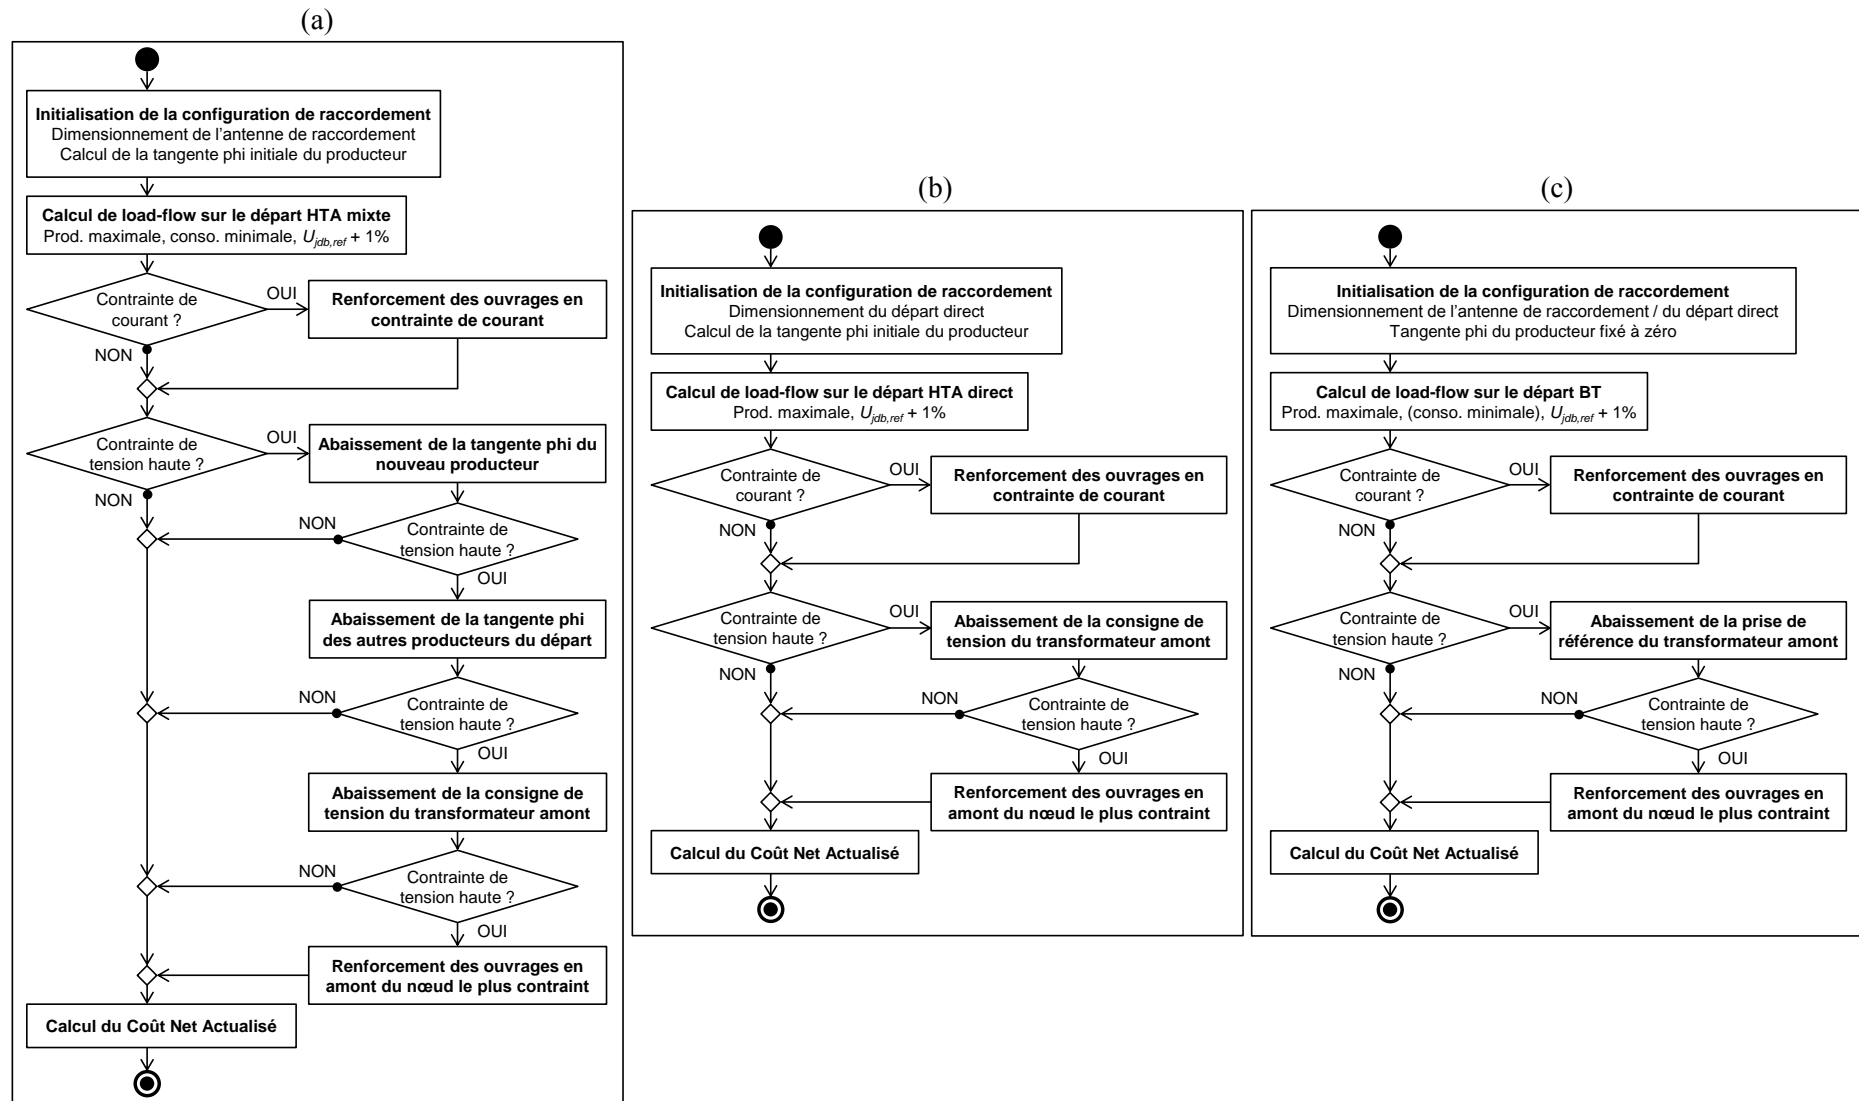 (a)
Initialisation de la configuration de raccordement
Dimensionnement de l'antenne de raccordement
Calcul de la tangente phi initiale du producteur
Calcul de load-flow sur le départ HTA mixte
Prod. maximale, conso. minimale, Ujdb,ref + 1%
Contrainte de
courant ?
OUI
Renforcement des ouvrages en
contrainte de courant
NON
Contrainte de
tension haute ?
OUI
Abaissement de la tangente phi du
nouveau producteur
NON
Contrainte de
tension haute ?
NON
OUI
Abaissement de la tangente phi
des autres producteurs du départ
Contrainte de
tension haute ?
NON
OUI
Abaissement de la consigne de
tension du transformateur amont
Contrainte de
tension haute ?
NON
OUI
Renforcement des ouvrages en
amont du nœud le plus contraint
Calcul du Coût Net Actualisé
(b)
Initialisation de la configuration de raccordement
Dimensionnement du départ direct
Calcul de la tangente phi initiale du producteur
Calcul de load-flow sur le départ HTA direct
Prod. maximale, Ujdb,ref + 1%
Contrainte de
courant ?
OUI
Renforcement des ouvrages en
contrainte de courant
NON
Contrainte de
tension haute ?
OUI
Abaissement de la consigne de
tension du transformateur amont
NON
Contrainte de
tension haute ?
NON
OUI
Renforcement des ouvrages en
amont du nœud le plus contraint
Calcul du Coût Net Actualisé
(c)
Initialisation de la configuration de raccordement
Dimensionnement de l'antenne de raccordement / du départ direct
Tangente phi du producteur fixé à zéro
Calcul de load-flow sur le départ BT
Prod. maximale, (conso. minimale), Ujdb,ref + 1%
Contrainte de
courant ?
OUI
Renforcement des ouvrages en
contrainte de courant
NON
Contrainte de
tension haute ?
OUI
Abaissement de la prise de
référence du transformateur amont
NON
Contrainte de
tension haute ?
NON
OUI
Renforcement des ouvrages en
amont du nœud le plus contraint
Calcul du Coût Net Actualisé